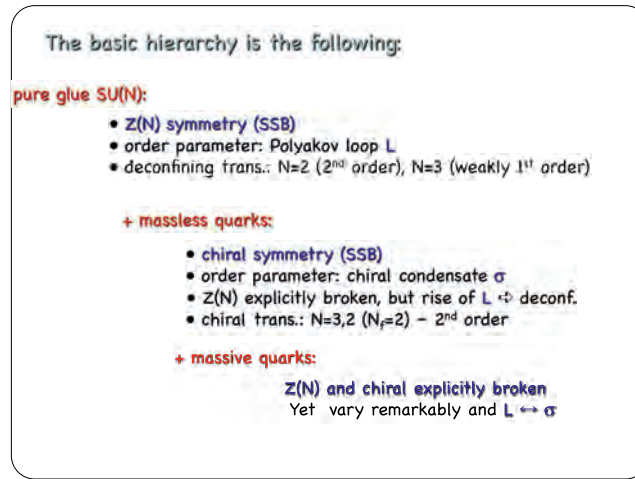 The basic hierarchy is the following:
pure glue SU(N):
• Z(N) symmetry (SSB)
• order parameter: Polyakov loop L
• deconfining trans.: N=2 (2nd order), N=3 (weakly 1st order)
+ massless quarks:
• chiral symmetry (SSB)
• order parameter: chiral condensate σ
• Z(N) explicitly broken, but rise of L ➪ deconf.
• chiral trans.: N=3,2 (Nf=2) – 2nd order
+ massive quarks:
Z(N) and chiral explicitly broken
Yet vary remarkably and L ↔ σ